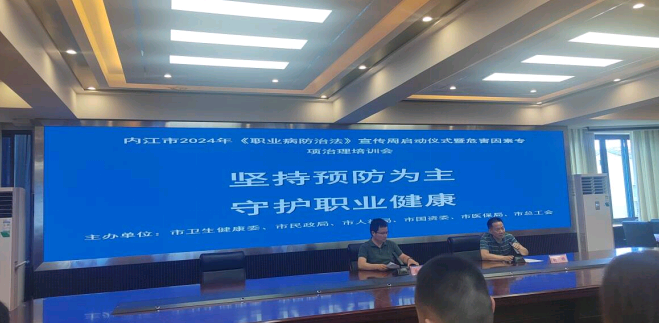 内江市2024年《职业病防治法》宣传周启动仪式暨危害因素专
项治理培训会
坚持预防为主
守护职业健康
主办单位：市卫生健康委、市民政局、市人社局、市国资委、市医保局、市总工会